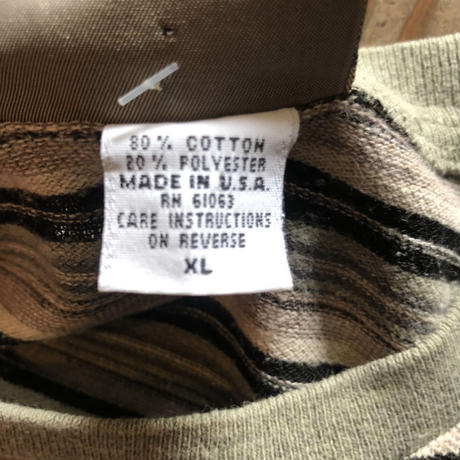 80% COTTON
20% POLYESTER
MADE IN U.S.A.
RN 61063
CARE INSTRUCTIONS
ON REVERSE
XL